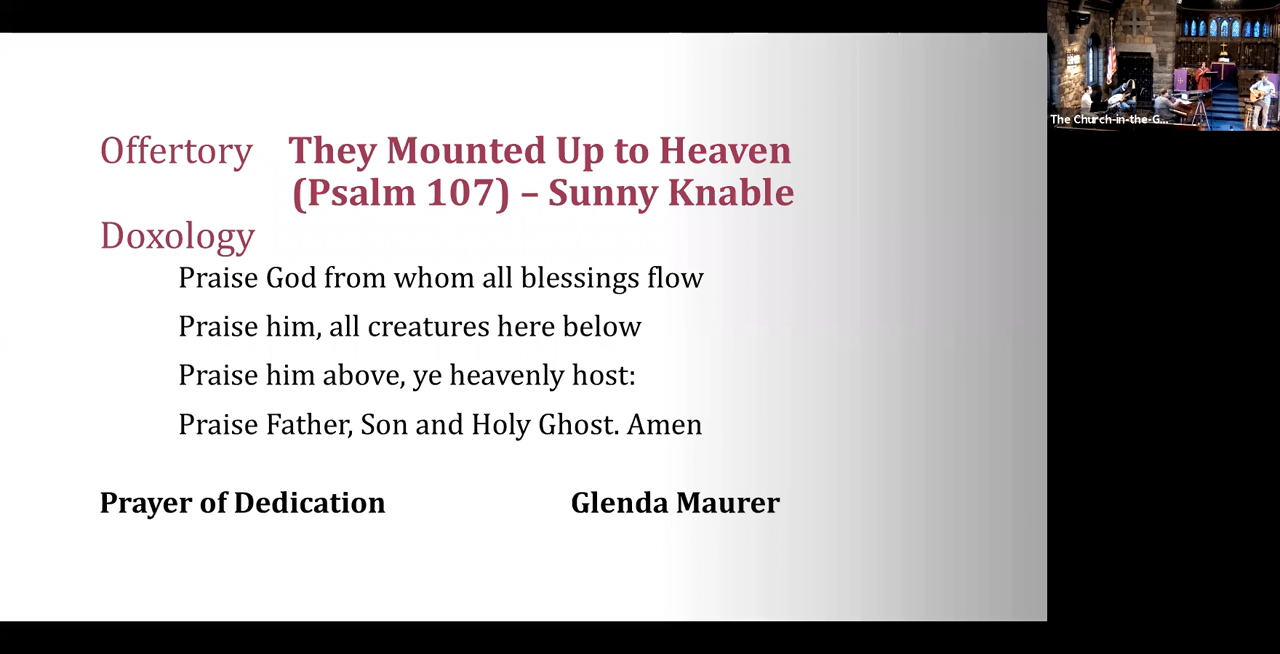 Offertory They Mounted Up to Heaven
(Psalm 107) – Sunny Knable
Doxology
Praise God from whom all blessings flow
Praise him, all creatures here below
Praise him above, ye heavenly host:
Praise Father, Son and Holy Ghost. Amen
Prayer of Dedication Glenda Maurer
The Church-in-the-G...